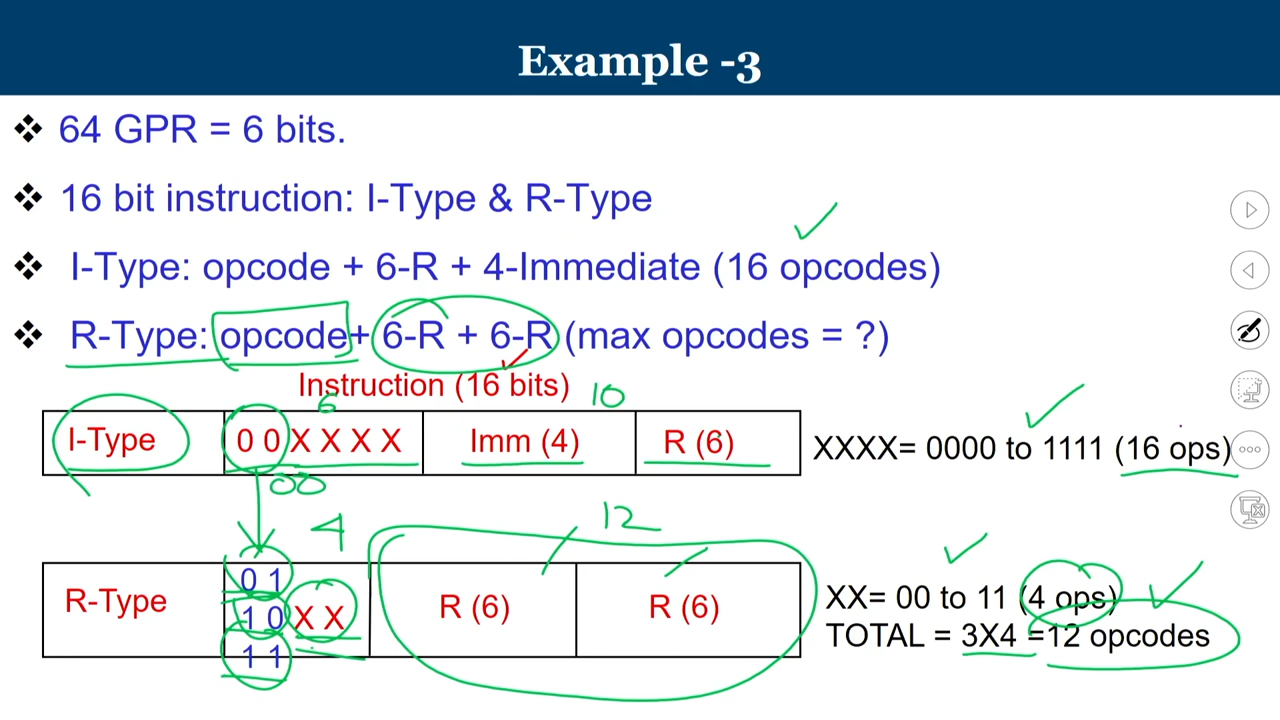 Example -3
❖ 64 GPR = 6 bits.
❖ 16 bit instruction: I-Type & R-Type
❖ I-Type: opcode + 6-R + 4-Immediate (16 opcodes)
❖ R-Type: opcode+ 6-R + 6-R (max opcodes = ?)
Instruction (16 bits)
6 10
I-Type 0 0 X X X X Imm (4) R (6) XXXX= 0000 to 1111 (16 ops)
00
4 12
0 1
R-Type 1 0 X X R (6) R (6) XX= 00 to 11 (4 ops)
1 1 TOTAL = 3X4 =12 opcodes